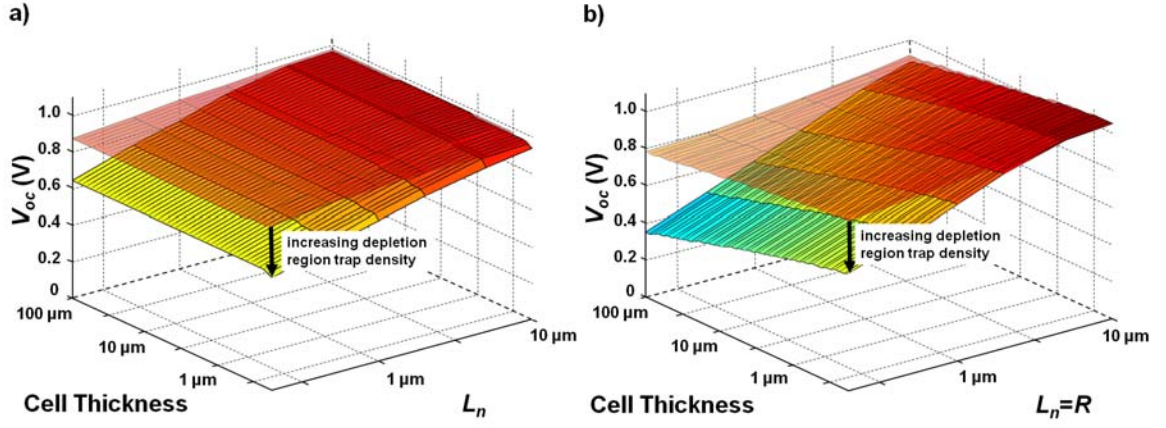 a)
1.0
0.8
0.6
0.4
0.2
0
Voc (V)
increasing depletion
region trap density
100 µm
10 µm
1 µm
Cell Thickness
1 µm
10 µm
Ln
b)
1.0
0.8
0.6
0.4
0.2
0
Voc (V)
increasing depletion
region trap density
100 µm
10 µm
1 µm
Cell Thickness
1 µm
10 µm
Ln=R